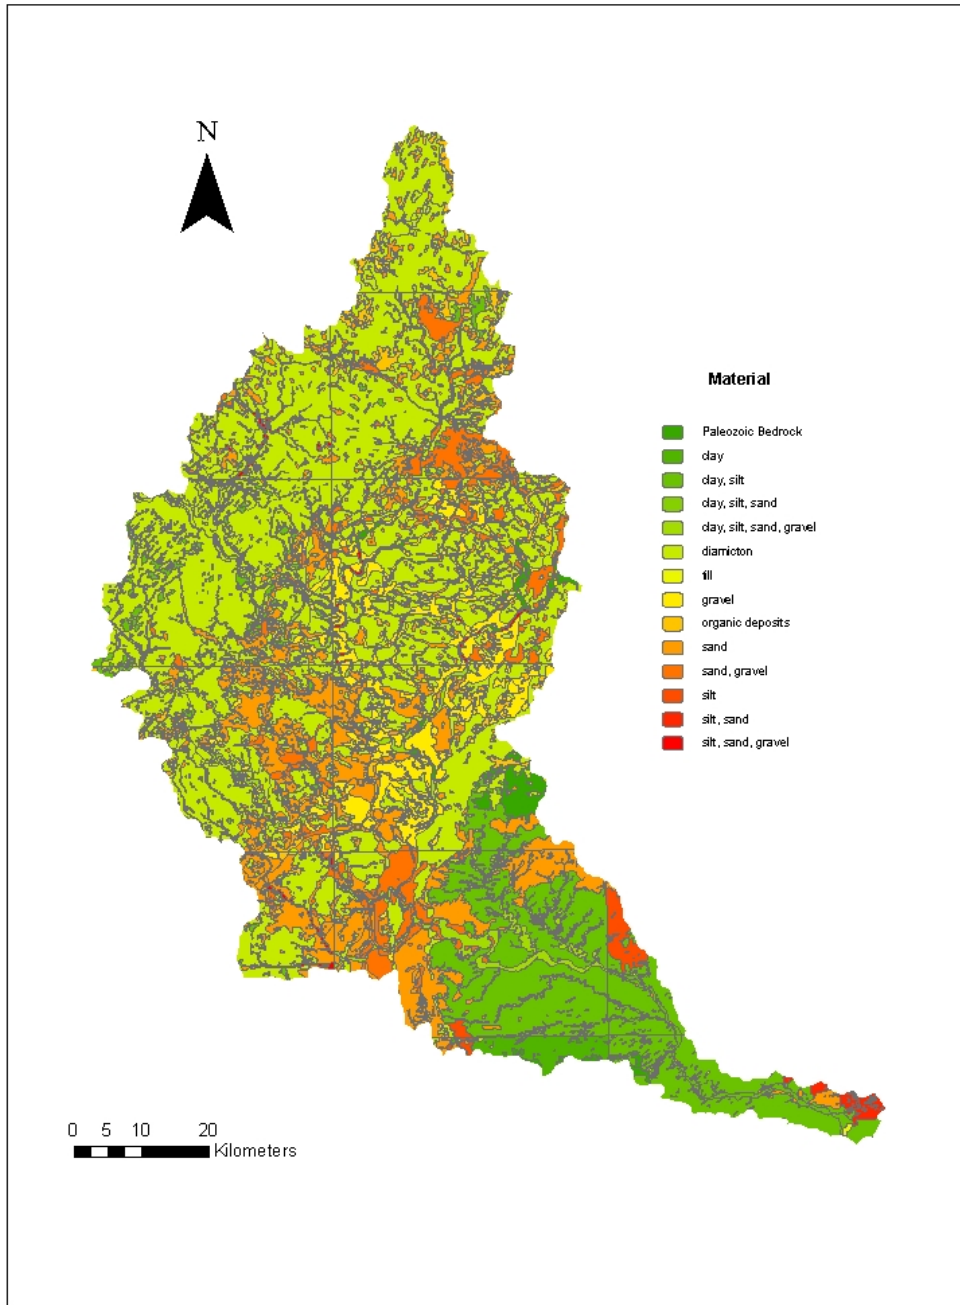 N
Material
Paleozoic Bedrock
clay
clay, silt
clay, silt, sand
clay, silt, sand, gravel
diamicton
fill
gravel
organic deposits
sand
sand, gravel
silt
silt, sand
silt, sand, gravel
0 5 10 20
Kilometers